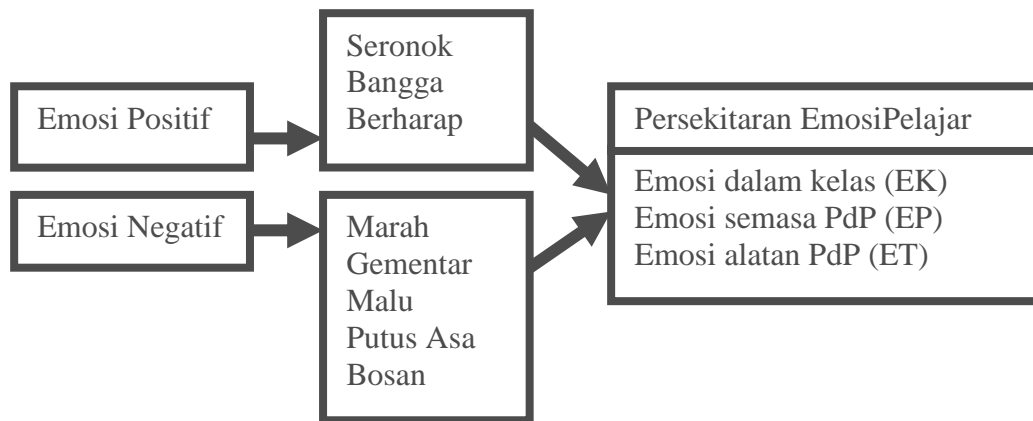 Emosi Positif
Seronok
Bangga
Berharap
Emosi Negatif
Marah
Gementar
Malu
Putus Asa
Bosan
Persekitaran EmosiPelajar
Emosi dalam kelas (EK)
Emosi semasa PdP (EP)
Emosi alatan PdP (ET)